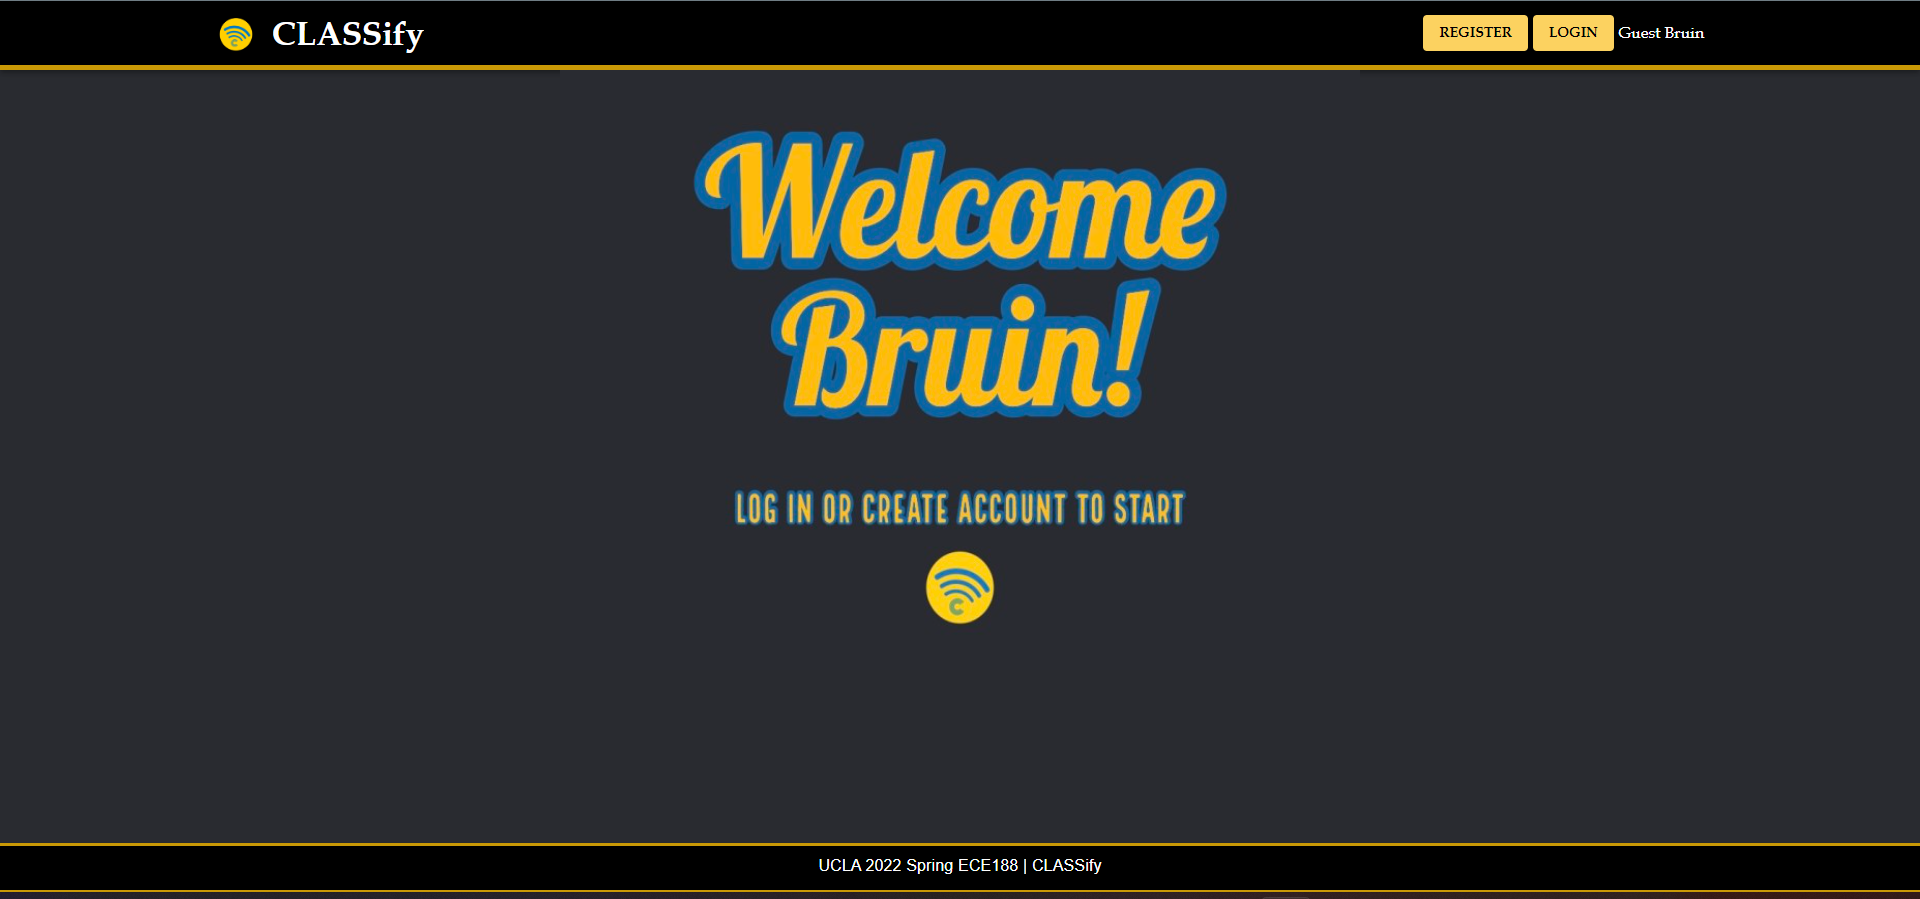 CLASSify
REGISTER LOGIN Guest Bruin
Welcome
Bruin!
LOG IN OR CREATE ACCOUNT TO START
C
UCLA 2022 Spring ECE188 | CLASSify